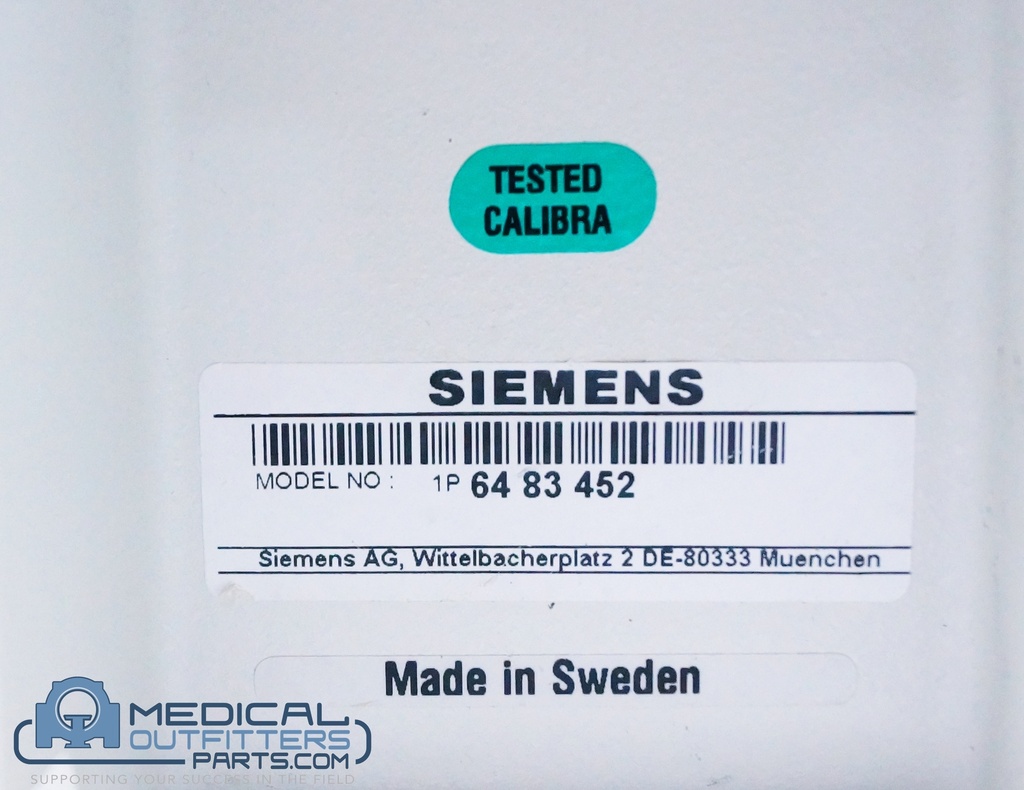 TESTED
CALIBRA
SIEMENS
MODEL NO : 1P 64 83 452
Siemens AG, Wittelbacherplatz 2 DE-80333 Muenchen
Made in Sweden
MEDICAL
OUTFITTERS
PARTS.COM
SUPPORTING YOUR SUCCESS IN THE FIELD